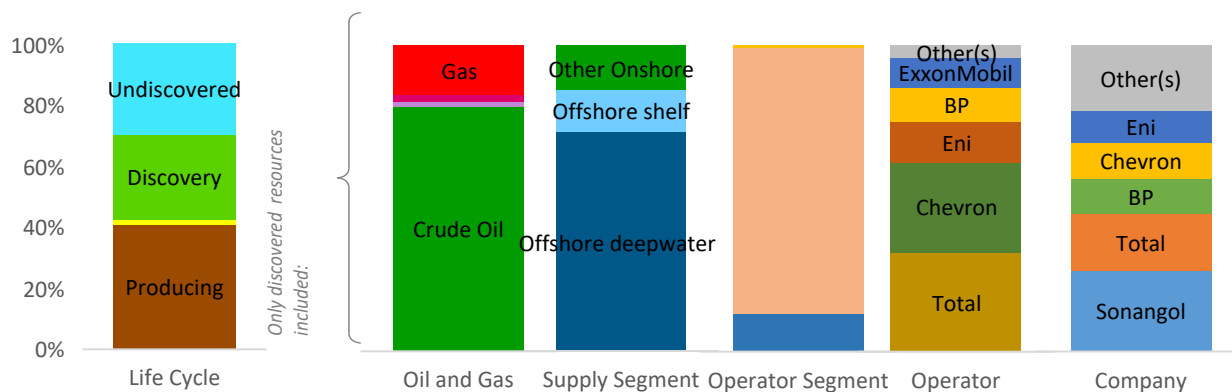 100%
80%
60%
40%
20%
0%
Undiscovered
Discovery
Producing
Life Cycle
Only discovered resources
included:
Gas
Crude Oil
Oil and Gas
Other Onshore
Offshore shelf
Offshore deepwater
Supply Segment
Operator Segment
Other(s)
ExxonMobil
BP
Eni
Chevron
Total
Operator
Other(s)
Eni
Chevron
BP
Total
Sonangol
Company